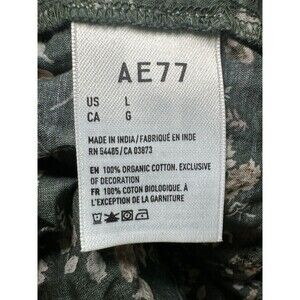 AE77
US L
CA G
MADE IN INDIA/FABRIQUÉ EN INDE
RN 54485/CA 03873
EN 100% ORGANIC COTTON. EXCLUSIVE
OF DECORATION
FR: 100% COTON BIOLOGIQUE. À
L'EXCEPTION DE LA GARNITURE